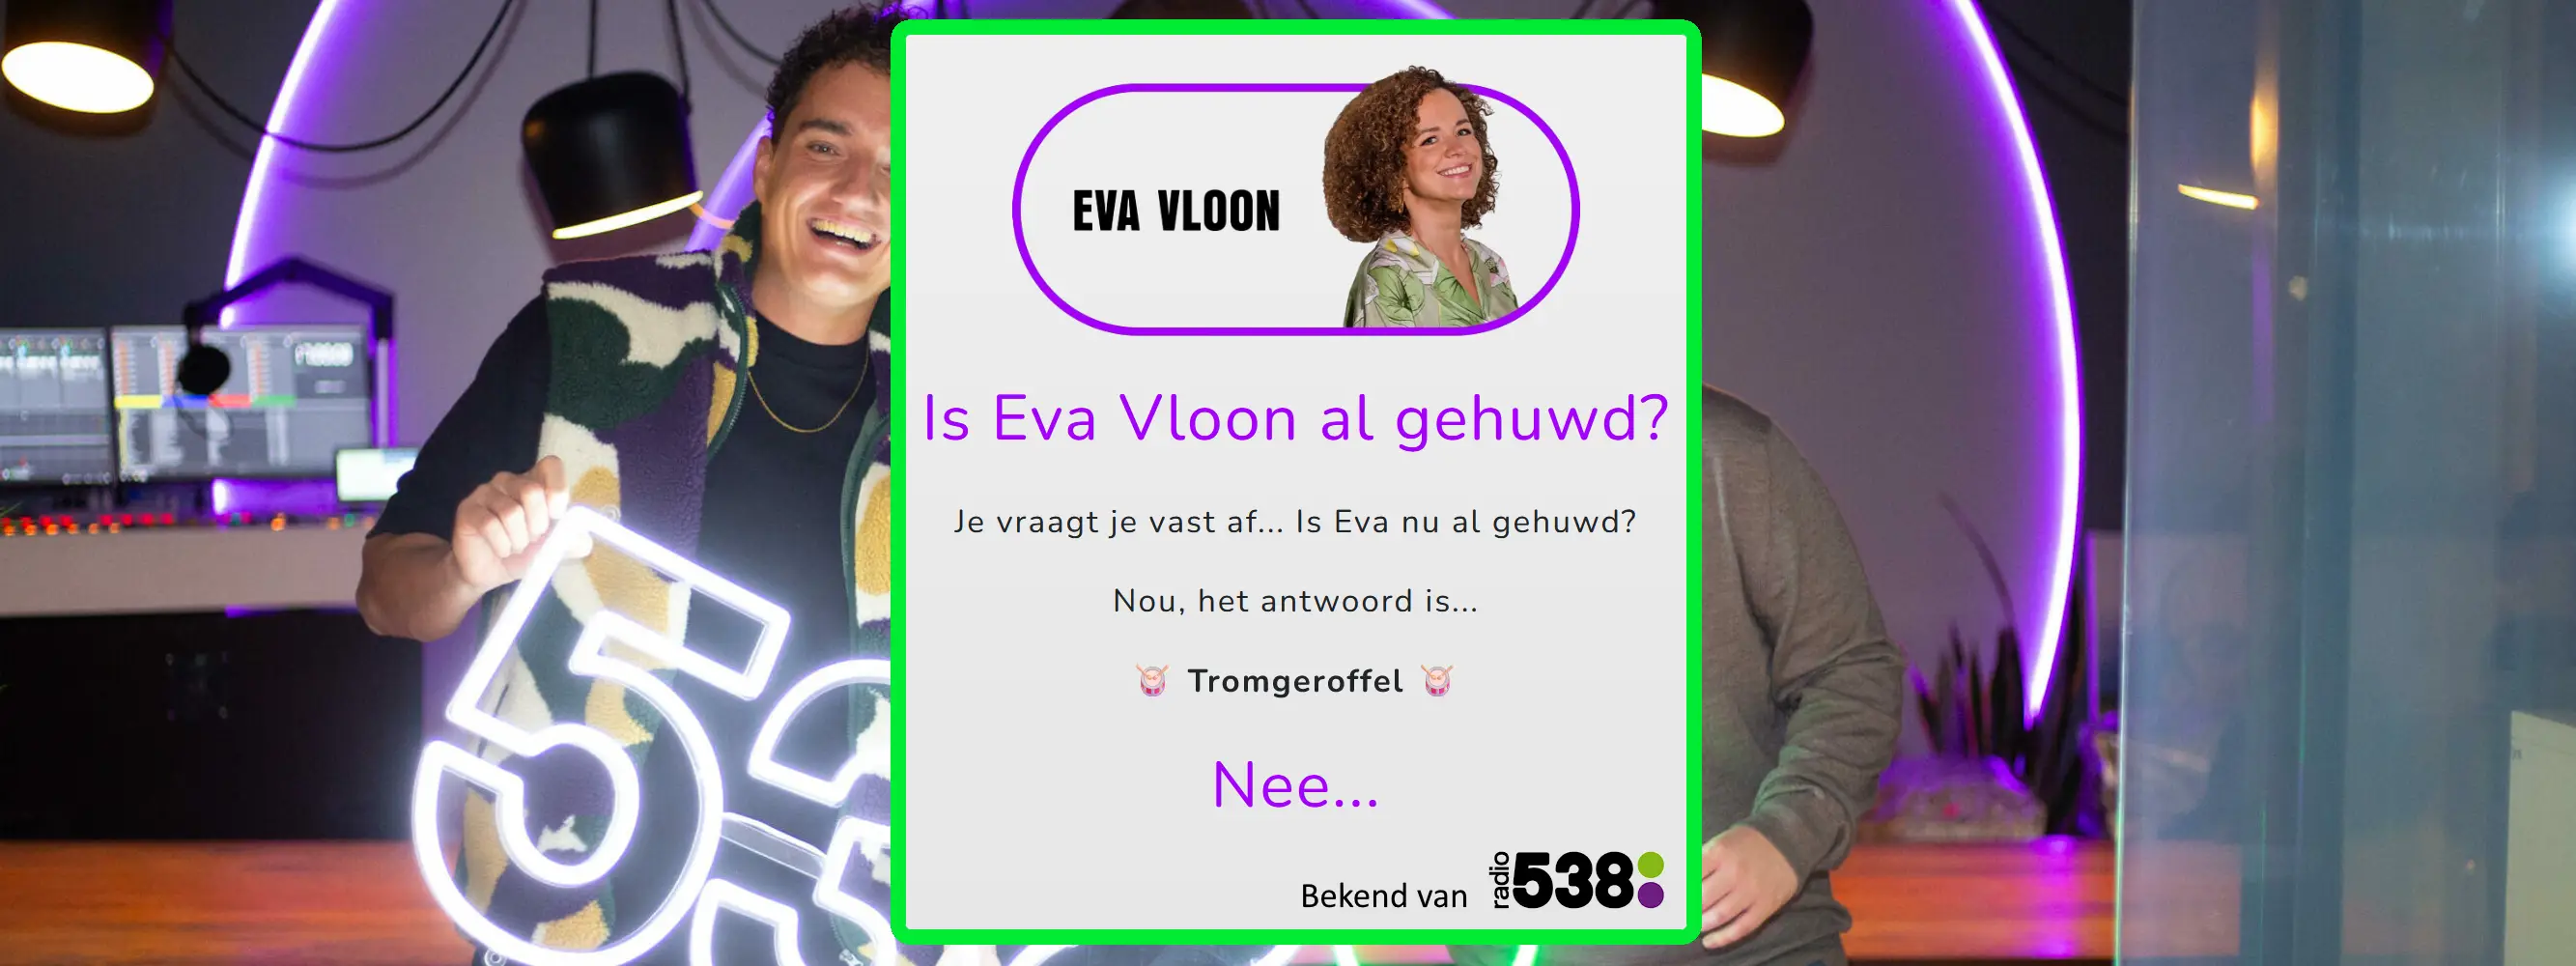 EVA VLOON
Is Eva Vloon al gehuwd?
Je vraagt je vast af... Is Eva nu al gehuwd?
Nou, het antwoord is...
🥁 Tromgeroffel 🥁
Nee...
Bekend van radio 538
53